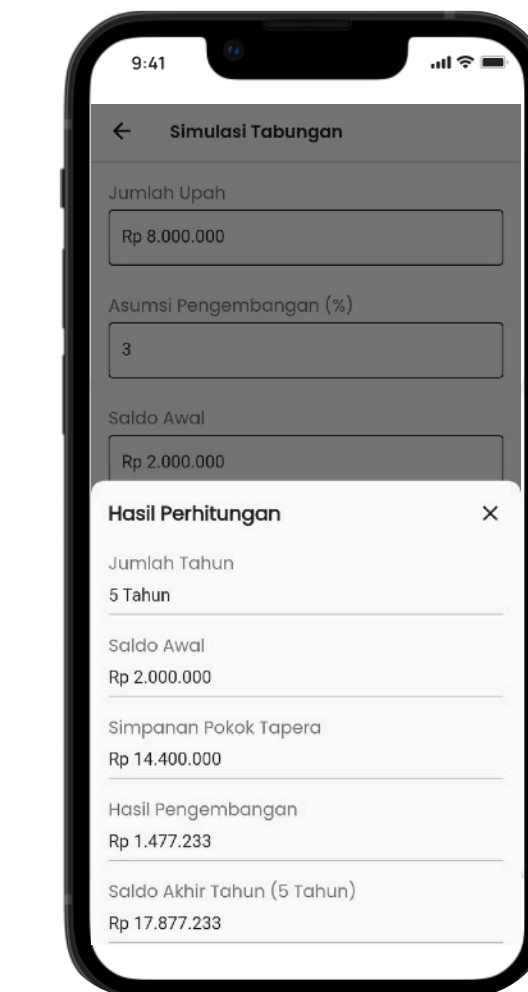 9:41
Simulasi Tabungan
Jumlah Upah
Rp 8.000.000
Asumsi Pengembangan (%)
3
Saldo Awal
Rp 2.000.000
Hasil Perhitungan
Jumlah Tahun
5 Tahun
Saldo Awal
Rp 2.000.000
Simpanan Pokok Tapera
Rp 14.400.000
Hasil Pengembangan
Rp 1.477.233
Saldo Akhir Tahun (5 Tahun)
Rp 17.877.233